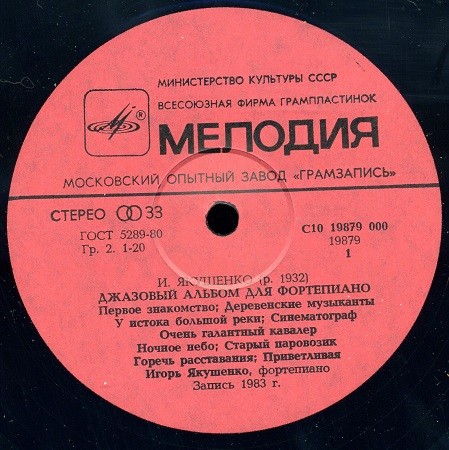 МИНИСТЕРСТВО КУЛЬТУРЫ СССР
ВСЕСОЮЗНАЯ ФИРМА ГРАМПЛАСТИНОК
®
МЕЛОДИЯ
МОСКОВСКИЙ ОПЫТНЫЙ ЗАВОД «ГРАМЗАПИСЬ»
СТЕРЕО 33
ГОСТ 5289-80
Гр. 2. 1-20
С10 19879 000
19879
1
И. ЯКУШЕНКО (р. 1932)
ДЖАЗОВЫЙ АЛЬБОМ ДЛЯ ФОРТЕПИАНО
Первое знакомство; Деревенские музыканты
У истока большой реки; Синематограф
Очень галантный кавалер
Ночное небо; Старый паровозик
Горечь расставания; Приветливая
Игорь Якушенко, фортепиано
Запись 1983 г.